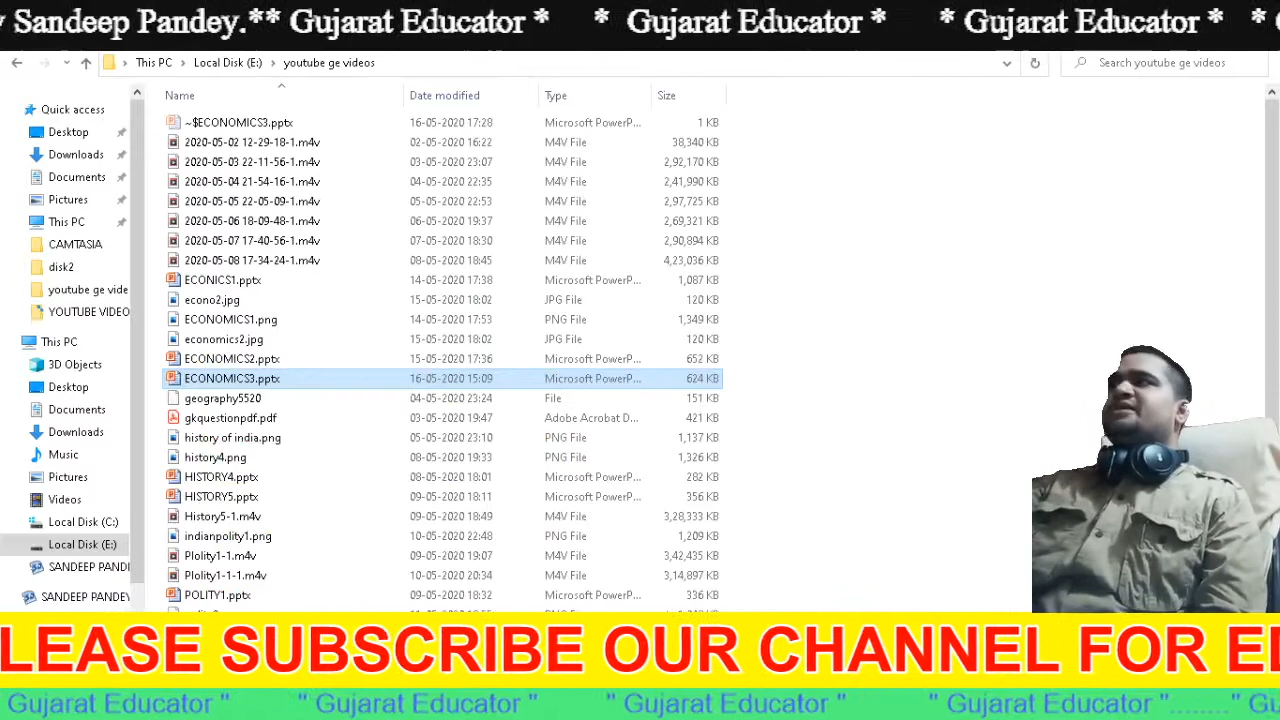 y Sandeep Pandey.** Gujarat Educator * * Gujarat Educator * * Gujarat Educator * * G
This PC Local Disk (E:) youtube ge videos Search youtube ge videos
Name Date modified Type Size
Quick access
Desktop
Downloads
Documents
Pictures
This PC
CAMTASIA
disk2
youtube ge vide
YOUTUBE VIDEO
This PC
3D Objects
Desktop
Documents
Downloads
Music
Pictures
Videos
Local Disk (C:)
Local Disk (E:)
SANDEEP PANDI
SANDEEP PANDEY
~$ECONOMICS3.pptx 16-05-2020 17:28 Microsoft PowerP... 1 KB
2020-05-02 12-29-18-1.m4v 02-05-2020 16:22 M4V File 38,340 KB
2020-05-03 22-11-56-1.m4v 03-05-2020 23:07 M4V File 2,92,170 KB
2020-05-04 21-54-16-1.m4v 04-05-2020 22:35 M4V File 2,41,990 KB
2020-05-05 22-05-09-1.m4v 05-05-2020 22:53 M4V File 2,97,725 KB
2020-05-06 18-09-48-1.m4v 06-05-2020 19:37 M4V File 2,69,321 KB
2020-05-07 17-40-56-1.m4v 07-05-2020 18:30 M4V File 2,90,894 KB
2020-05-08 17-34-24-1.m4v 08-05-2020 18:45 M4V File 4,23,036 KB
ECONICS1.pptx 14-05-2020 17:38 Microsoft PowerP... 1,087 KB
econo2.jpg 15-05-2020 18:02 JPG File 120 KB
ECONOMICS1.png 14-05-2020 17:53 PNG File 1,349 KB
economics2.jpg 15-05-2020 18:02 JPG File 120 KB
ECONOMICS2.pptx 15-05-2020 17:36 Microsoft PowerP... 652 KB
ECONOMICS3.pptx 16-05-2020 15:09 Microsoft PowerP... 624 KB
geography5520 04-05-2020 23:24 File 151 KB
gkquestionpdf.pdf 03-05-2020 19:47 Adobe Acrobat D... 421 KB
history of india.png 05-05-2020 23:10 PNG File 1,137 KB
history4.png 08-05-2020 19:33 PNG File 1,326 KB
HISTORY4.pptx 08-05-2020 18:01 Microsoft PowerP... 282 KB
HISTORY5.pptx 09-05-2020 18:11 Microsoft PowerP... 356 KB
History5-1.m4v 09-05-2020 18:49 M4V File 3,28,333 KB
indianpolity1.png 10-05-2020 22:48 PNG File 1,209 KB
Plolity1-1.m4v 09-05-2020 19:07 M4V File 3,42,435 KB
Plolity1-1-1.m4v 10-05-2020 20:34 M4V File 3,14,897 KB
POLITY1.pptx 09-05-2020 18:32 Microsoft PowerP... 336 KB
LEASE SUBSCRIBE OUR CHANNEL FOR E
Gujarat Educator " " Gujarat Educator " " Gujarat Educator " " Gujarat Educator "........" Gu